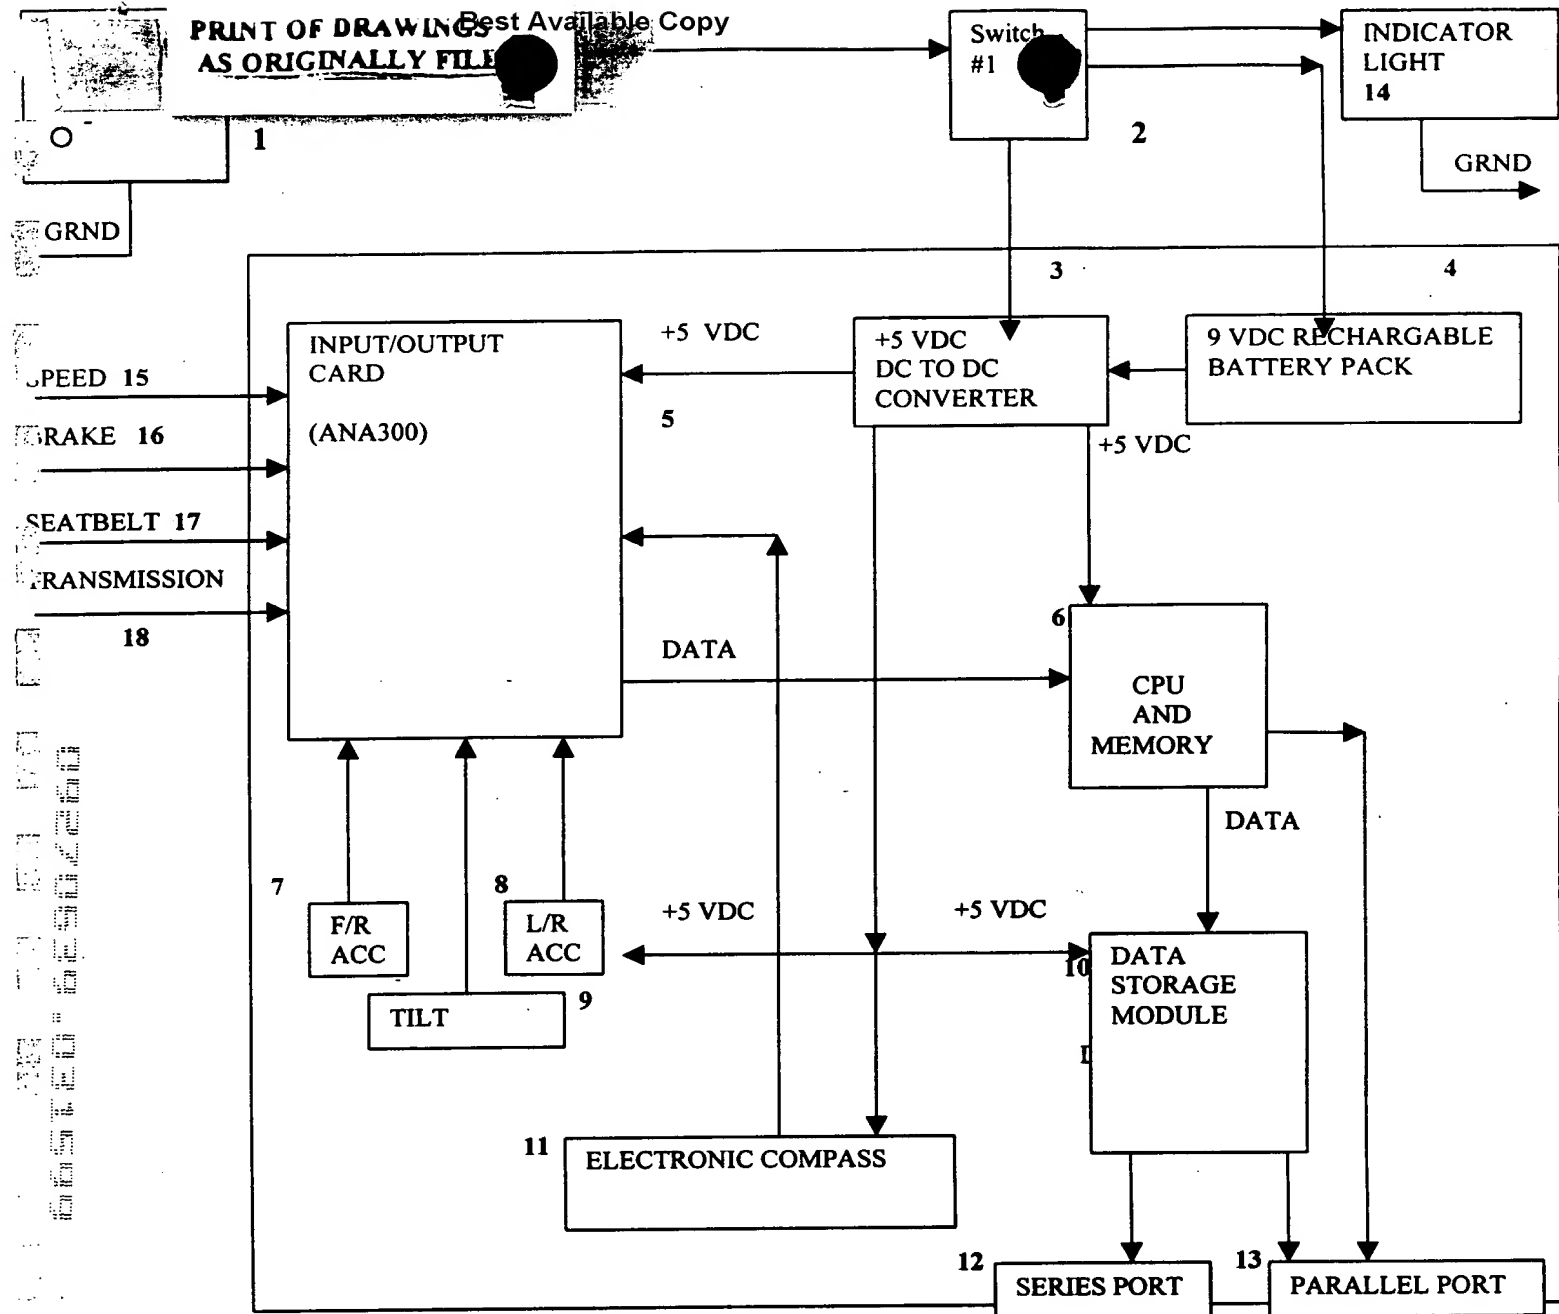 Best Available Copy
PRINT OF DRAWINGS
AS ORIGINALLY FILE
1
GRND
Switch
#1
2
INDICATOR
LIGHT
14
GRND
3
4
INPUT/OUTPUT
CARD
(ANA300)
+5 VDC
5
+5 VDC
DC TO DC
CONVERTER
9 VDC RECHARGABLE
BATTERY PACK
+5 VDC
SPEED 15
BRAKE 16
SEATBELT 17
TRANSMISSION
18
DATA
6
CPU
AND
MEMORY
DATA
7
F/R
ACC
8
L/R
ACC
9
TILT
+5 VDC
+5 VDC
10
DATA
STORAGE
MODULE
11
ELECTRONIC COMPASS
12
SERIES PORT
13
PARALLEL PORT